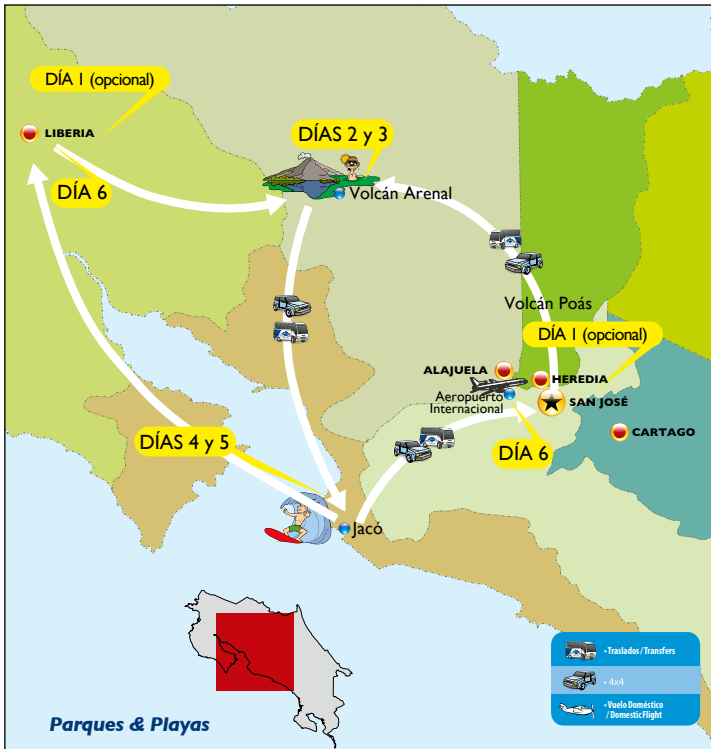 DÍA 1 (opcional)
LIBERIA
DÍAS 2 y 3
DÍA 6
Volcán Arenal
Volcán Poás
DÍA 1 (opcional)
ALAJUELA
HEREDIA
Aeropuerto
Internacional
SAN JOSÉ
CARTAGO
DÍAS 4 y 5
DÍA 6
Jacó
• Traslados / Transfers
• 4x4
• Vuelo Doméstico
/ Domestic Flight
Parques & Playas